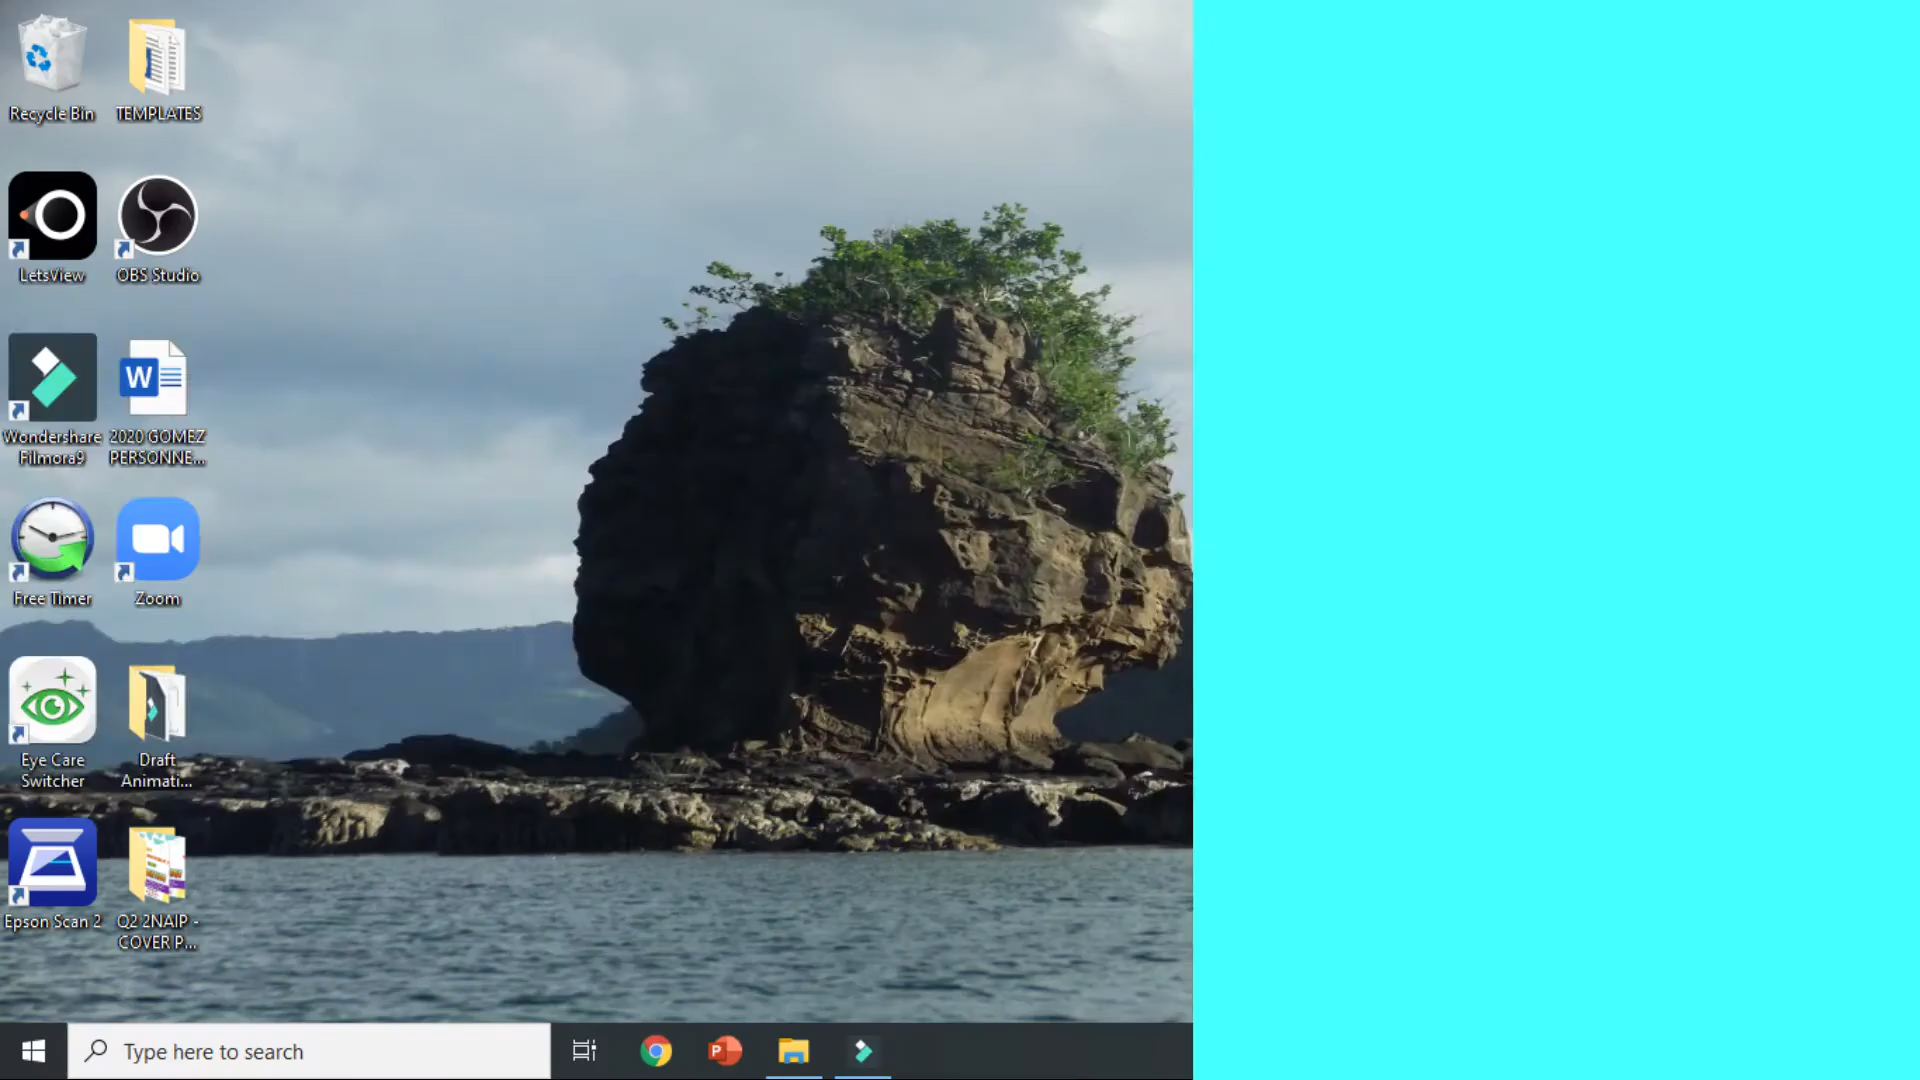 Recycle Bin
TEMPLATES
LetsView
OBS Studio
Wondershare
Filmora9
W
2020 GOMEZ
PERSONNE...
Free Timer
Zoom
Eye Care
Switcher
Draft
Animati...
Epson Scan 2
Q2 2NAIP -
COVER P...
Type here to search
P